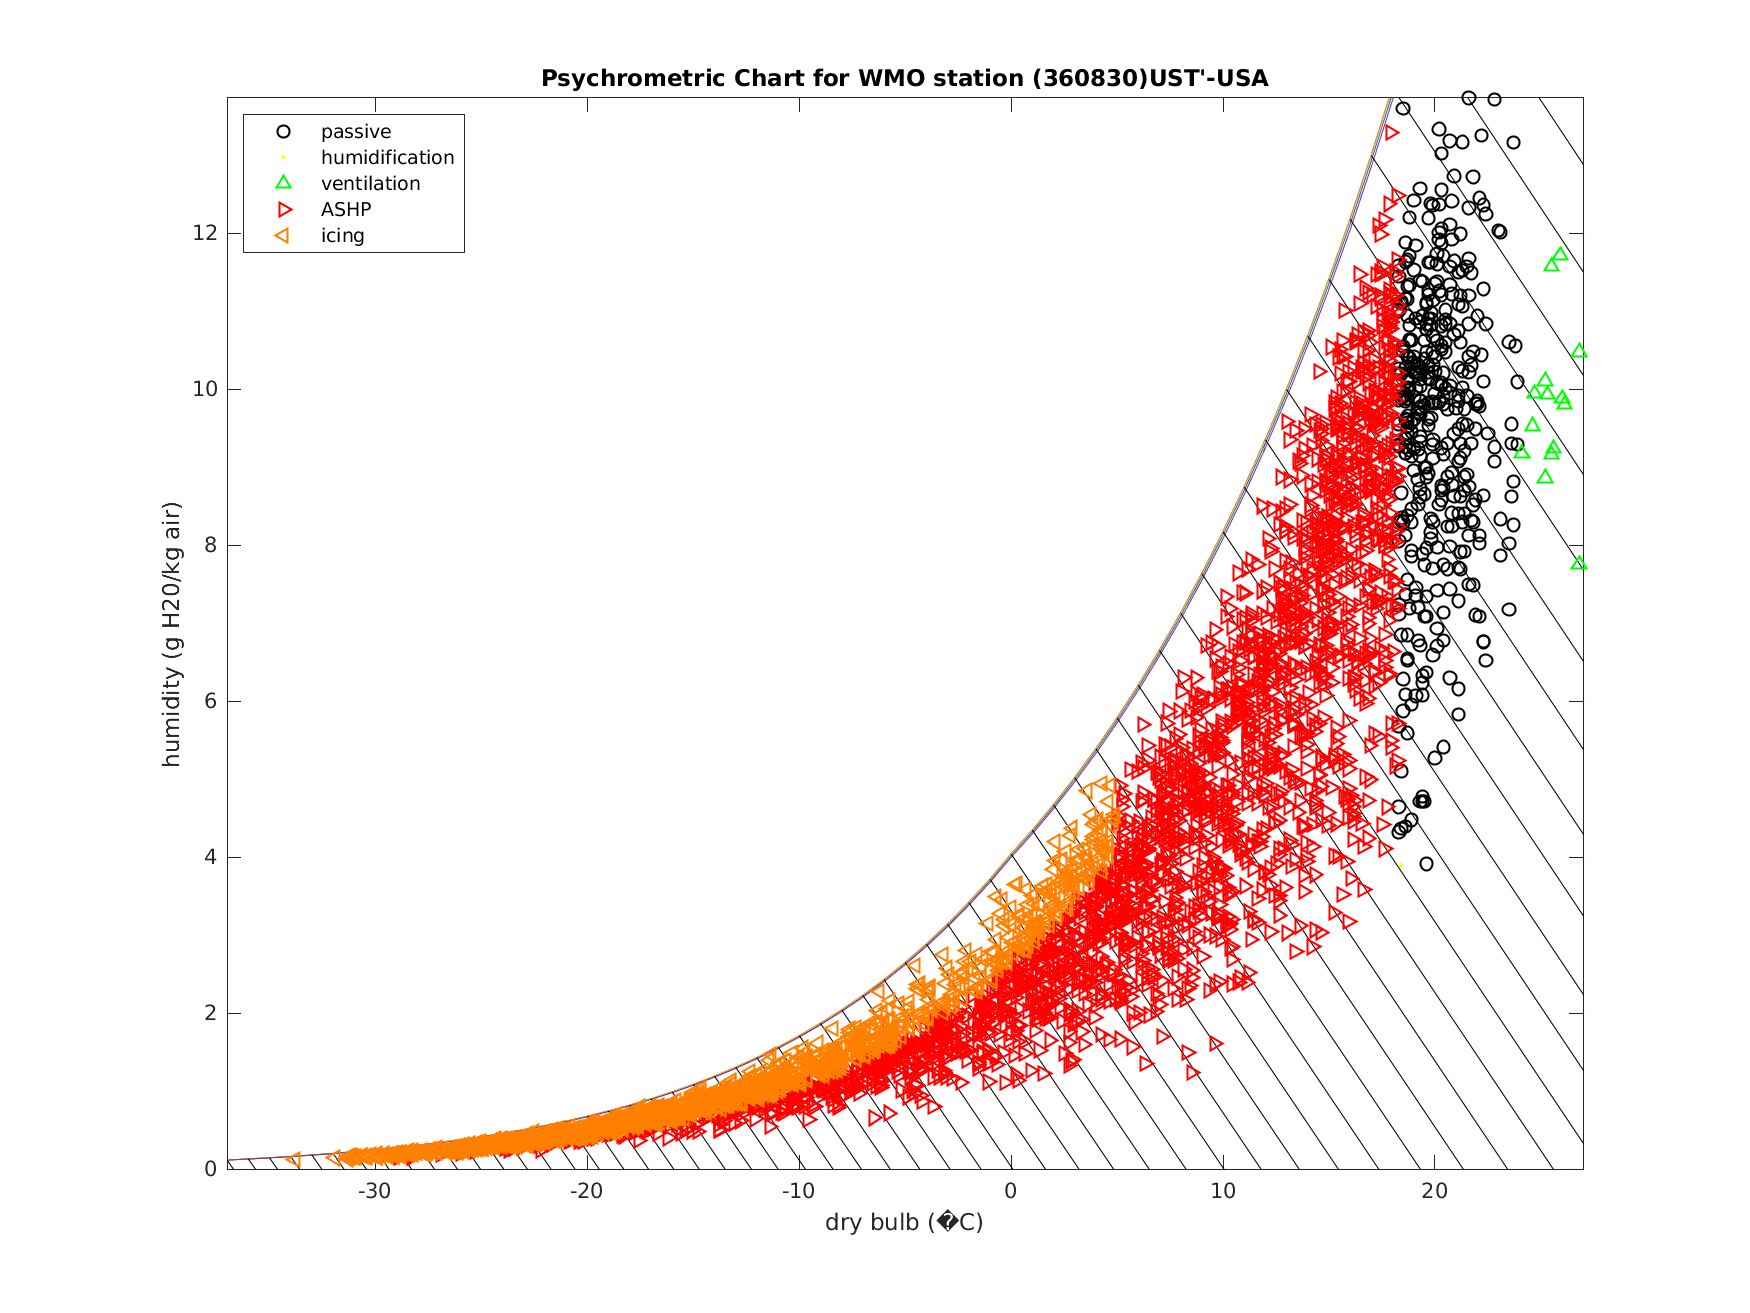 Psychrometric Chart for WMO station (360830)UST'-USA
passive
humidification
ventilation
ASHP
icing
humidity (g H20/kg air)
12
10
8
6
4
2
0
-30 -20 -10 0 10 20
dry bulb (�C)